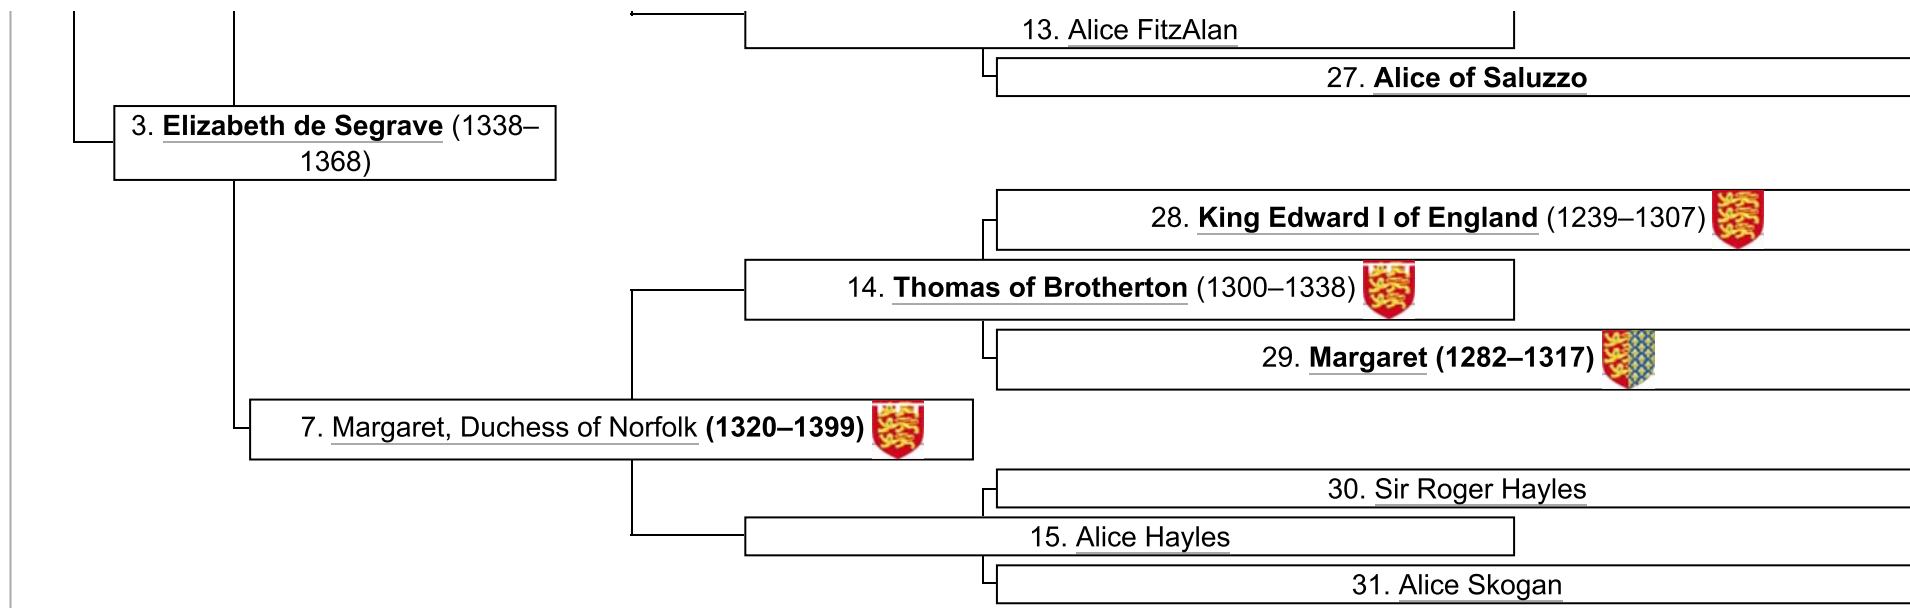 13. Alice FitzAlan
27. Alice of Saluzzo
3. Elizabeth de Segrave (1338–
1368)
28. King Edward I of England (1239–1307)
14. Thomas of Brotherton (1300–1338)
29. Margaret (1282–1317)
7. Margaret, Duchess of Norfolk (1320–1399)
30. Sir Roger Hayles
15. Alice Hayles
31. Alice Skogan